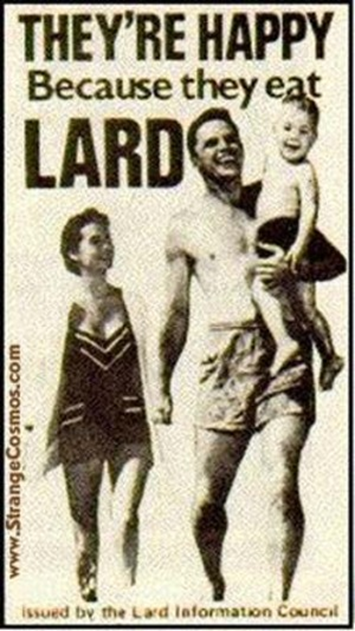 THEY'RE HAPPY
Because they eat
LARD
www.StrangeCosmos.com
issued by the Lard Information Council